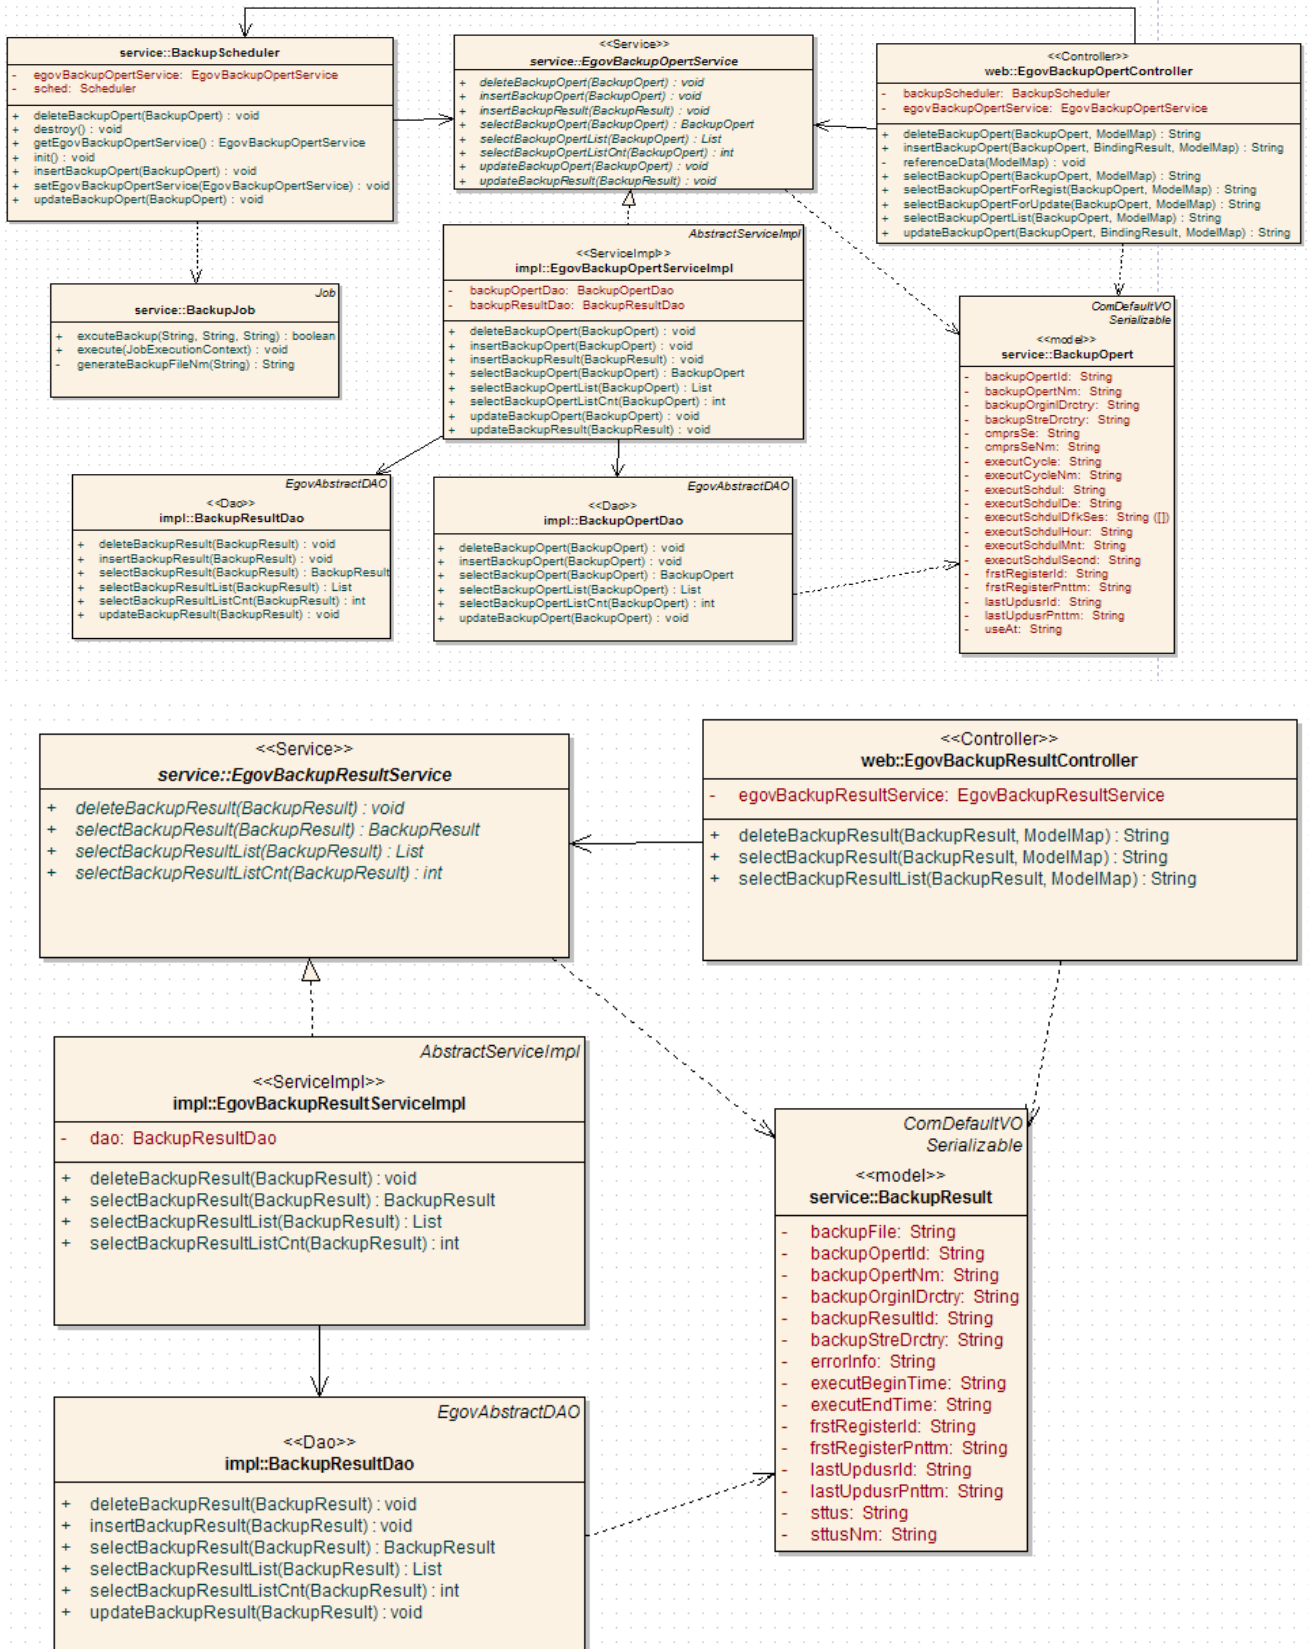 service::BackupScheduler
- egovBackupOpertService: EgovBackupOpertService
- sched: Scheduler
+ deleteBackupOpert(BackupOpert) : void
+ destroy() : void
+ getEgovBackupOpertService() : EgovBackupOpertService
+ init() : void
+ insertBackupOpert(BackupOpert) : void
+ setEgovBackupOpertService(EgovBackupOpertService) : void
+ updateBackupOpert(BackupOpert) : void
<<Service>>
service::EgovBackupOpertService
+ deleteBackupOpert(BackupOpert) : void
+ insertBackupOpert(BackupOpert) : void
+ insertBackupResult(BackupResult) : void
+ selectBackupOpert(BackupOpert) : BackupOpert
+ selectBackupOpertList(BackupOpert) : List
+ selectBackupOpertListCnt(BackupOpert) : int
+ updateBackupOpert(BackupOpert) : void
+ updateBackupResult(BackupResult) : void
<<Controller>>
web::EgovBackupOpertController
- backupScheduler: BackupScheduler
- egovBackupOpertService: EgovBackupOpertService
+ deleteBackupOpert(BackupOpert, ModelMap) : String
+ insertBackupOpert(BackupOpert, BindingResult, ModelMap) : String
- referenceData(ModelMap) : void
+ selectBackupOpert(BackupOpert, ModelMap) : String
+ selectBackupOpertForRegist(BackupOpert, ModelMap) : String
+ selectBackupOpertForUpdate(BackupOpert, ModelMap) : String
+ selectBackupOpertList(BackupOpert, ModelMap) : String
+ updateBackupOpert(BackupOpert, BindingResult, ModelMap) : String
Job
service::BackupJob
+ excuteBackup(String, String, String) : boolean
+ execute(JobExecutionContext) : void
- generateBackupFileNm(String) : String
AbstractServiceImpl
<<ServiceImpl>>
impl::EgovBackupOpertServiceImpl
- backupOpertDao: BackupOpertDao
- backupResultDao: BackupResultDao
+ deleteBackupOpert(BackupOpert) : void
+ insertBackupOpert(BackupOpert) : void
+ insertBackupResult(BackupResult) : void
+ selectBackupOpert(BackupOpert) : BackupOpert
+ selectBackupOpertList(BackupOpert) : List
+ selectBackupOpertListCnt(BackupOpert) : int
+ updateBackupOpert(BackupOpert) : void
+ updateBackupResult(BackupResult) : void
ComDefaultVO
Serializable
<<model>>
service::BackupOpert
- backupOpertId: String
- backupOpertNm: String
- backupOrginlDrctry: String
- backupStreDrctry: String
- cmprsSe: String
- cmprsSeNm: String
- executCycle: String
- executCycleNm: String
- executSchdul: String
- executSchdulDe: String
- executSchdulDfkSes: String ([])
- executSchdulHour: String
- executSchdulMnt: String
- executSchdulSecnd: String
- frstRegisterId: String
- frstRegisterPnttm: String
- lastUpdusrId: String
- lastUpdusrPnttm: String
- useAt: String
EgovAbstractDAO
<<Dao>>
impl::BackupResultDao
+ deleteBackupResult(BackupResult) : void
+ insertBackupResult(BackupResult) : void
+ selectBackupResult(BackupResult) : BackupResult
+ selectBackupResultList(BackupResult) : List
+ selectBackupResultListCnt(BackupResult) : int
+ updateBackupResult(BackupResult) : void
EgovAbstractDAO
<<Dao>>
impl::BackupOpertDao
+ deleteBackupOpert(BackupOpert) : void
+ insertBackupOpert(BackupOpert) : void
+ selectBackupOpert(BackupOpert) : BackupOpert
+ selectBackupOpertList(BackupOpert) : List
+ selectBackupOpertListCnt(BackupOpert) : int
+ updateBackupOpert(BackupOpert) : void
<<Service>>
service::EgovBackupResultService
+ deleteBackupResult(BackupResult) : void
+ selectBackupResult(BackupResult) : BackupResult
+ selectBackupResultList(BackupResult) : List
+ selectBackupResultListCnt(BackupResult) : int
<<Controller>>
web::EgovBackupResultController
- egovBackupResultService: EgovBackupResultService
+ deleteBackupResult(BackupResult, ModelMap) : String
+ selectBackupResult(BackupResult, ModelMap) : String
+ selectBackupResultList(BackupResult, ModelMap) : String
AbstractServiceImpl
<<ServiceImpl>>
impl::EgovBackupResultServiceImpl
- dao: BackupResultDao
+ deleteBackupResult(BackupResult) : void
+ selectBackupResult(BackupResult) : BackupResult
+ selectBackupResultList(BackupResult) : List
+ selectBackupResultListCnt(BackupResult) : int
ComDefaultVO
Serializable
<<model>>
service::BackupResult
- backupFile: String
- backupOpertId: String
- backupOpertNm: String
- backupOrginlDrctry: String
- backupResultId: String
- backupStreDrctry: String
- errorInfo: String
- executBeginTime: String
- executEndTime: String
- frstRegisterId: String
- frstRegisterPnttm: String
- lastUpdusrId: String
- lastUpdusrPnttm: String
- sttus: String
- sttusNm: String
EgovAbstractDAO
<<Dao>>
impl::BackupResultDao
+ deleteBackupResult(BackupResult) : void
+ insertBackupResult(BackupResult) : void
+ selectBackupResult(BackupResult) : BackupResult
+ selectBackupResultList(BackupResult) : List
+ selectBackupResultListCnt(BackupResult) : int
+ updateBackupResult(BackupResult) : void